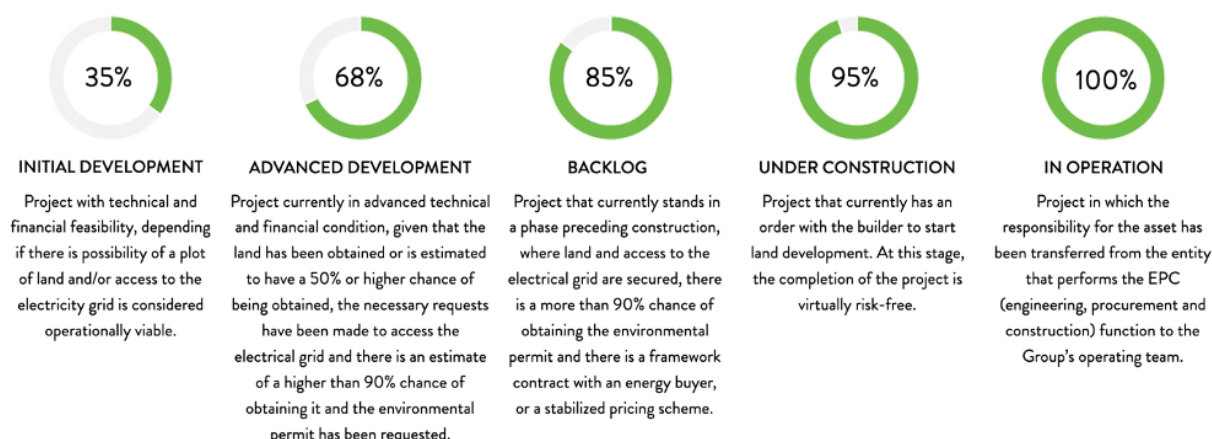 35%
INITIAL DEVELOPMENT
Project with technical and
financial feasibility, depending
if there is possibility of a plot
of land and/or access to the
electricity grid is considered
operationally viable.
68%
ADVANCED DEVELOPMENT
Project currently in advanced technical
and financial condition, given that the
land has been obtained or is estimated
to have a 50% or higher chance of
being obtained, the necessary requests
have been made to access the
electrical grid and there is an estimate
of a higher than 90% chance of
obtaining it and the environmental
permit has been requested.
85%
BACKLOG
Project that currently stands in
a phase preceding construction,
where land and access to the
electrical grid are secured, there
is a more than 90% chance of
obtaining the environmental
permit and there is a framework
contract with an energy buyer,
or a stabilized pricing scheme.
95%
UNDER CONSTRUCTION
Project that currently has an
order with the builder to start
land development. At this stage,
the completion of the project is
virtually risk-free.
100%
IN OPERATION
Project in which the
responsibility for the asset has
been transferred from the entity
that performs the EPC
(engineering, procurement and
construction) function to the
Group's operating team.